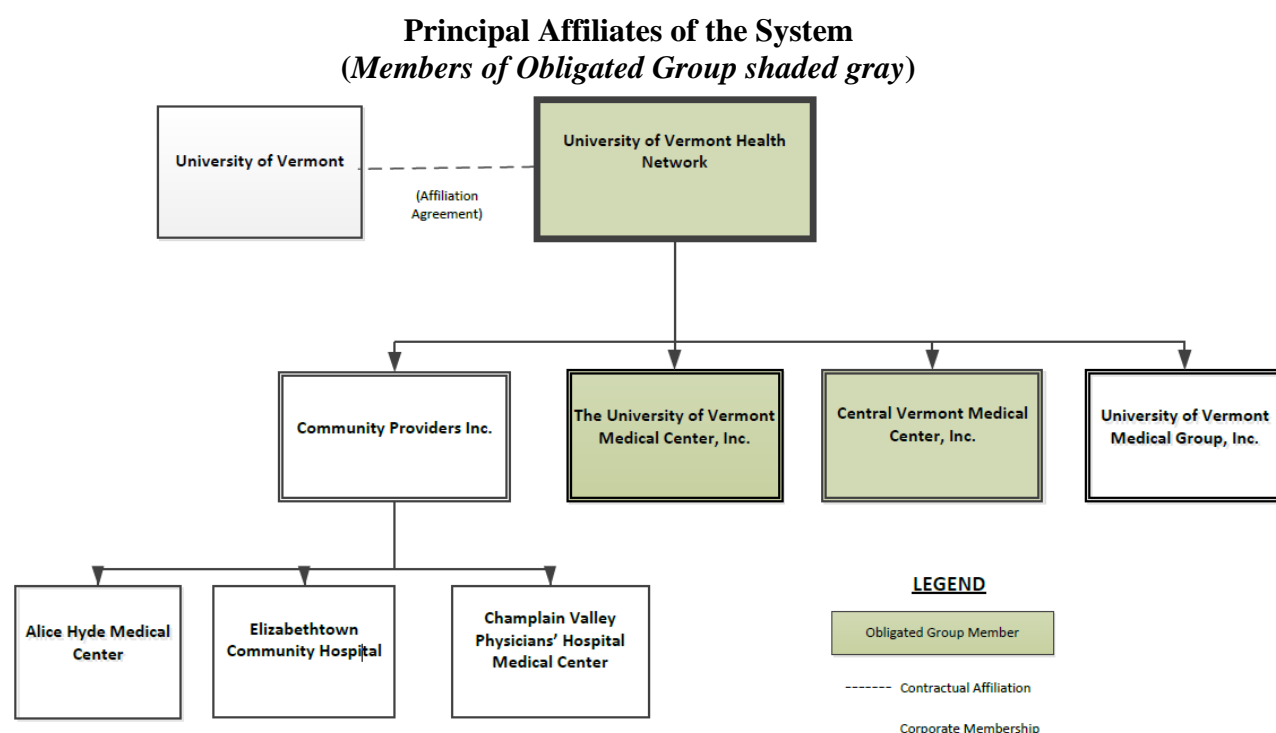 Principal Affiliates of the System
(Members of Obligated Group shaded gray)
University of Vermont
University of Vermont Health
Network
(Affiliation
Agreement)
Community Providers Inc.
The University of Vermont
Medical Center, Inc.
Central Vermont Medical
Center, Inc.
University of Vermont
Medical Group, Inc.
Alice Hyde Medical
Center
Elizabethtown
Community Hospital
Champlain Valley
Physicians’ Hospital
Medical Center
LEGEND
Obligated Group Member
Contractual Affiliation
Corporate Membership